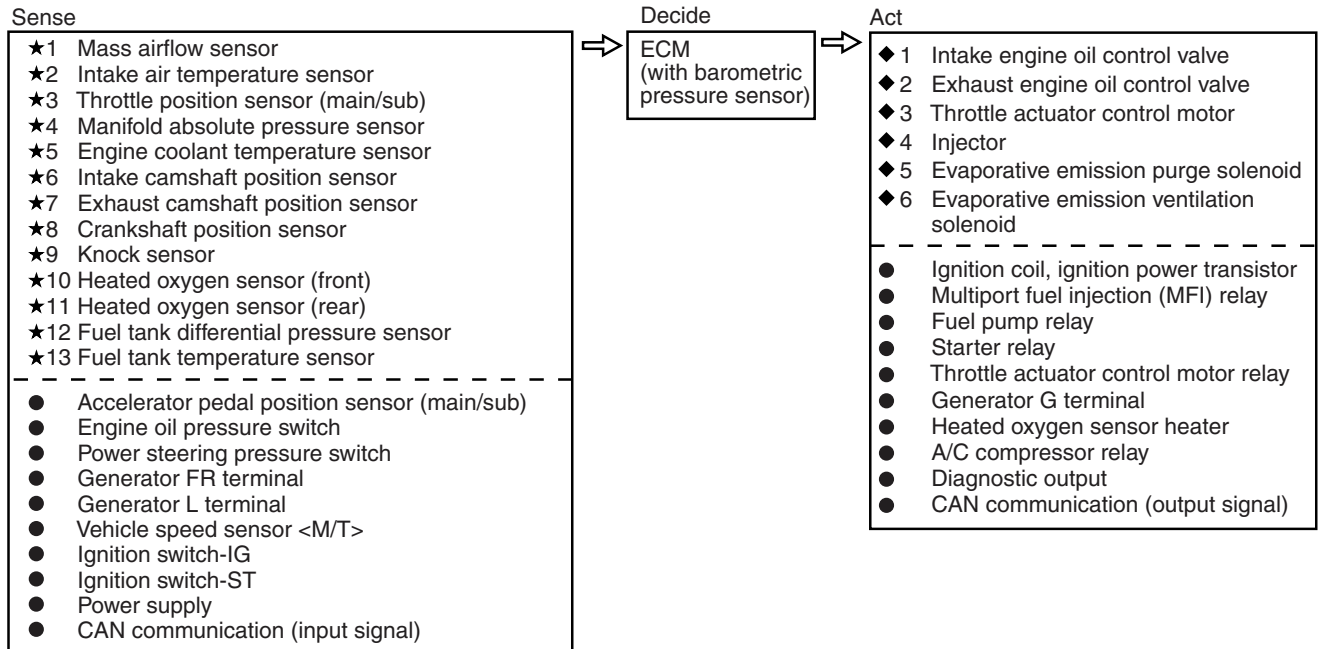 Sense
★1 Mass airflow sensor
★2 Intake air temperature sensor
★3 Throttle position sensor (main/sub)
★4 Manifold absolute pressure sensor
★5 Engine coolant temperature sensor
★6 Intake camshaft position sensor
★7 Exhaust camshaft position sensor
★8 Crankshaft position sensor
★9 Knock sensor
★10 Heated oxygen sensor (front)
★11 Heated oxygen sensor (rear)
★12 Fuel tank differential pressure sensor
★13 Fuel tank temperature sensor
● Accelerator pedal position sensor (main/sub)
● Engine oil pressure switch
● Power steering pressure switch
● Generator FR terminal
● Generator L terminal
● Vehicle speed sensor <M/T>
● Ignition switch-IG
● Ignition switch-ST
● Power supply
● CAN communication (input signal)
Decide
ECM
(with barometric
pressure sensor)
Act
◆ 1 Intake engine oil control valve
◆ 2 Exhaust engine oil control valve
◆ 3 Throttle actuator control motor
◆ 4 Injector
◆ 5 Evaporative emission purge solenoid
◆ 6 Evaporative emission ventilation
solenoid
● Ignition coil, ignition power transistor
● Multiport fuel injection (MFI) relay
● Fuel pump relay
● Starter relay
● Throttle actuator control motor relay
● Generator G terminal
● Heated oxygen sensor heater
● A/C compressor relay
● Diagnostic output
● CAN communication (output signal)